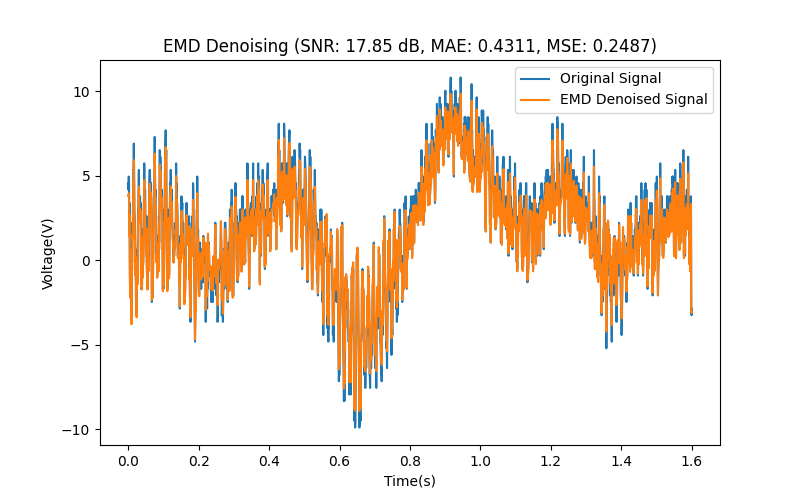 EMD Denoising (SNR: 17.85 dB, MAE: 0.4311, MSE: 0.2487)
Original Signal
EMD Denoised Signal
10
5
0
−5
−10
Voltage(V)
0.0 0.2 0.4 0.6 0.8 1.0 1.2 1.4 1.6
Time(s)